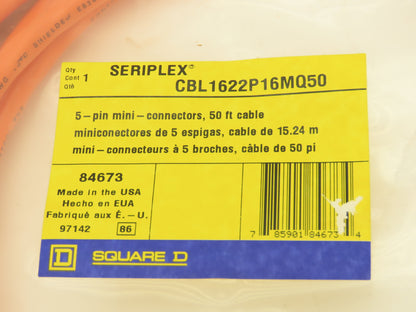 SHIELDED
Qty
Cont 1
Qté
SERIPLEX®
CBL1622P16MQ50
5-pin mini-connectors, 50 ft cable
miniconectores de 5 espigas, cable de 15.24 m
mini-connecteurs à 5 broches, câble de 50 pi
84673
Made in the USA
Hecho en EUA
Fabriqué aux É.-U.
97142 86
7 85901 84673 4
D SQUARE D